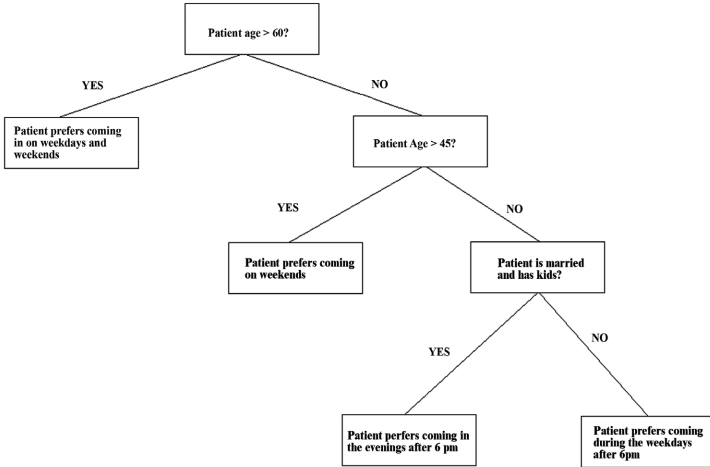 Patient age > 60?
YES
NO
Patient prefers coming
in on weekdays and
weekends
Patient Age > 45?
YES
NO
Patient prefers coming
on weekends
Patient is married
and has kids?
YES
NO
Patient perfers coming in
the evenings after 6 pm
Patient prefers coming
during the weekdays
after 6pm